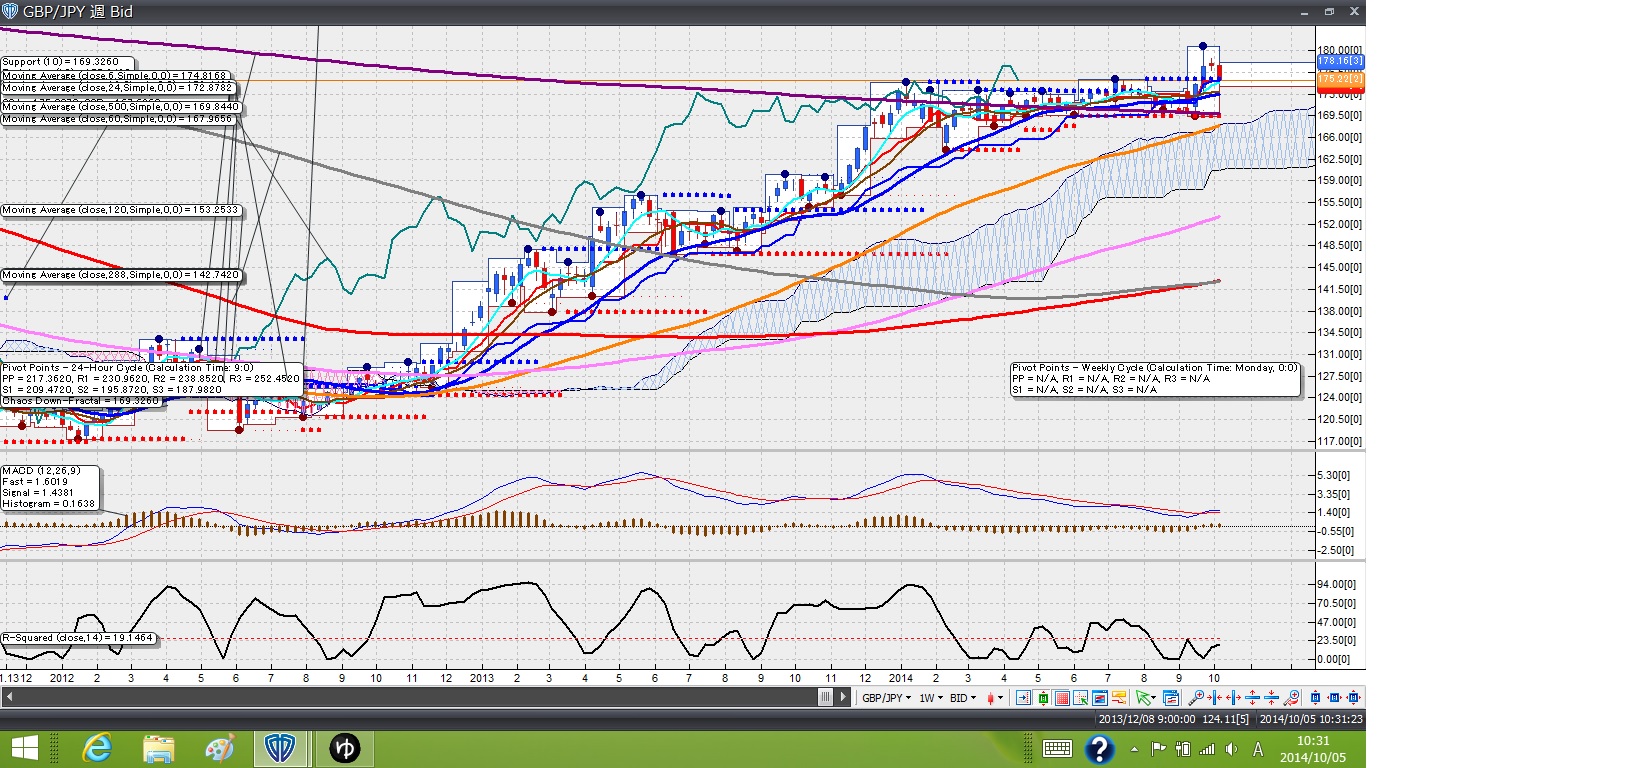 GBP/JPY 週 Bid
Support (10) = 169.3260
Moving Average (close,6,Simple,0,0) = 174.8168
Moving Average (close,24,Simple,0,0) = 172.8782
Moving Average (close,500,Simple,0,0) = 169.8440
Moving Average (close,60,Simple,0,0) = 167.9656
Moving Average (close,120,Simple,0,0) = 153.2533
Moving Average (close,288,Simple,0,0) = 142.7420
Pivot Points - 24-Hour Cycle (Calculation Time: 9:0)
PP = 217.3620, R1 = 230.9620, R2 = 238.8520, R3 = 252.4520
S1 = 209.4720, S2 = 195.8720, S3 = 187.9820
Chaos Down-Fractal = 169.3260
Pivot Points - Weekly Cycle (Calculation Time: Monday, 0:0)
PP = N/A, R1 = N/A, R2 = N/A, R3 = N/A
S1 = N/A, S2 = N/A, S3 = N/A
180.00[0]
178.16[3]
175.22[2]
173.00[0]
169.50[0]
166.00[0]
162.50[0]
159.00[0]
155.50[0]
152.00[0]
148.50[0]
145.00[0]
141.50[0]
138.00[0]
134.50[0]
131.00[0]
127.50[0]
124.00[0]
120.50[0]
117.00[0]
MACD (12,26,9)
Fast = 1.6019
Signal = 1.4381
Histogram = 0.1638
5.30[0]
3.35[0]
1.40[0]
-0.55[0]
-2.50[0]
R-Squared (close,14) = 19.1464
94.00[0]
70.50[0]
47.00[0]
23.50[0]
0.00[0]
1.13 12 2012 2 3 4 5 6 7 8 9 10 11 12 2013 2 3 4 5 6 7 8 9 10 11 12 2014 2 3 4 5 6 7 8 9 10
GBP/JPY 1W BID
2013/12/08 9:00:00 124.11[5] 2014/10/05 10:31:23
ゆ
A
10:31
2014/10/05